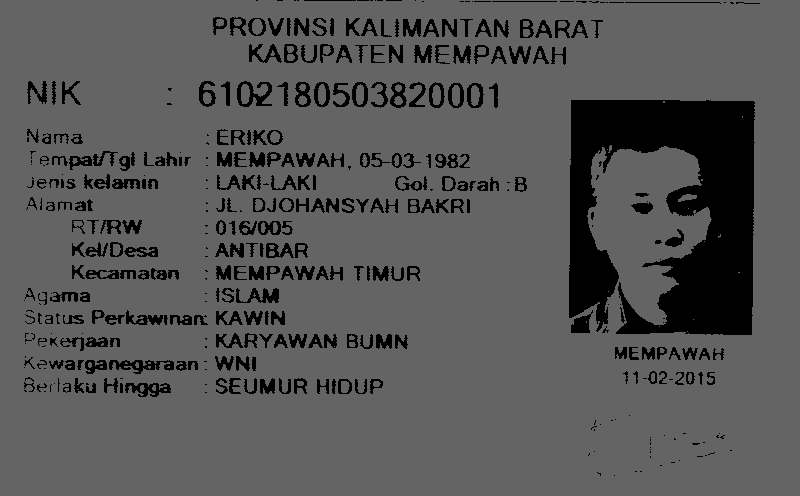 PROVINSI KALIMANTAN BARAT
KABUPATEN MEMPAWAH
NIK : 6102180503820001
Nama : ERIKO
Tempat/Tgl Lahir : MEMPAWAH, 05-03-1982
Jenis kelamin : LAKI-LAKI Gol. Darah : B
Alamat : JL. DJOHANSYAH BAKRI
RT/RW : 016/005
Kel/Desa : ANTIBAR
Kecamatan : MEMPAWAH TIMUR
Agama : ISLAM
Status Perkawinan: KAWIN
Pekerjaan : KARYAWAN BUMN
Kewarganegaraan : WNI
Berlaku Hingga : SEUMUR HIDUP
MEMPAWAH
11-02-2015